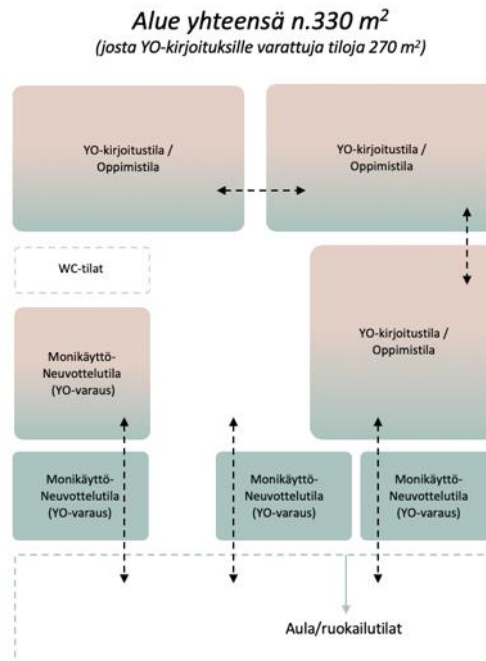 Alue yhteensä n.330 m²
(josta YO-kirjoituksille varattuja tiloja 270 m²)
YO-kirjoitustila /
Oppimistila
YO-kirjoitustila /
Oppimistila
WC-tilat
YO-kirjoitustila /
Oppimistila
Monikäyttö-
Neuvottelutila
(YO-varaus)
Monikäyttö-
Neuvottelutila
(YO-varaus)
Monikäyttö-
Neuvottelutila
(YO-varaus)
Monikäyttö-
Neuvottelutila
(YO-varaus)
Aula/ruokailutilat